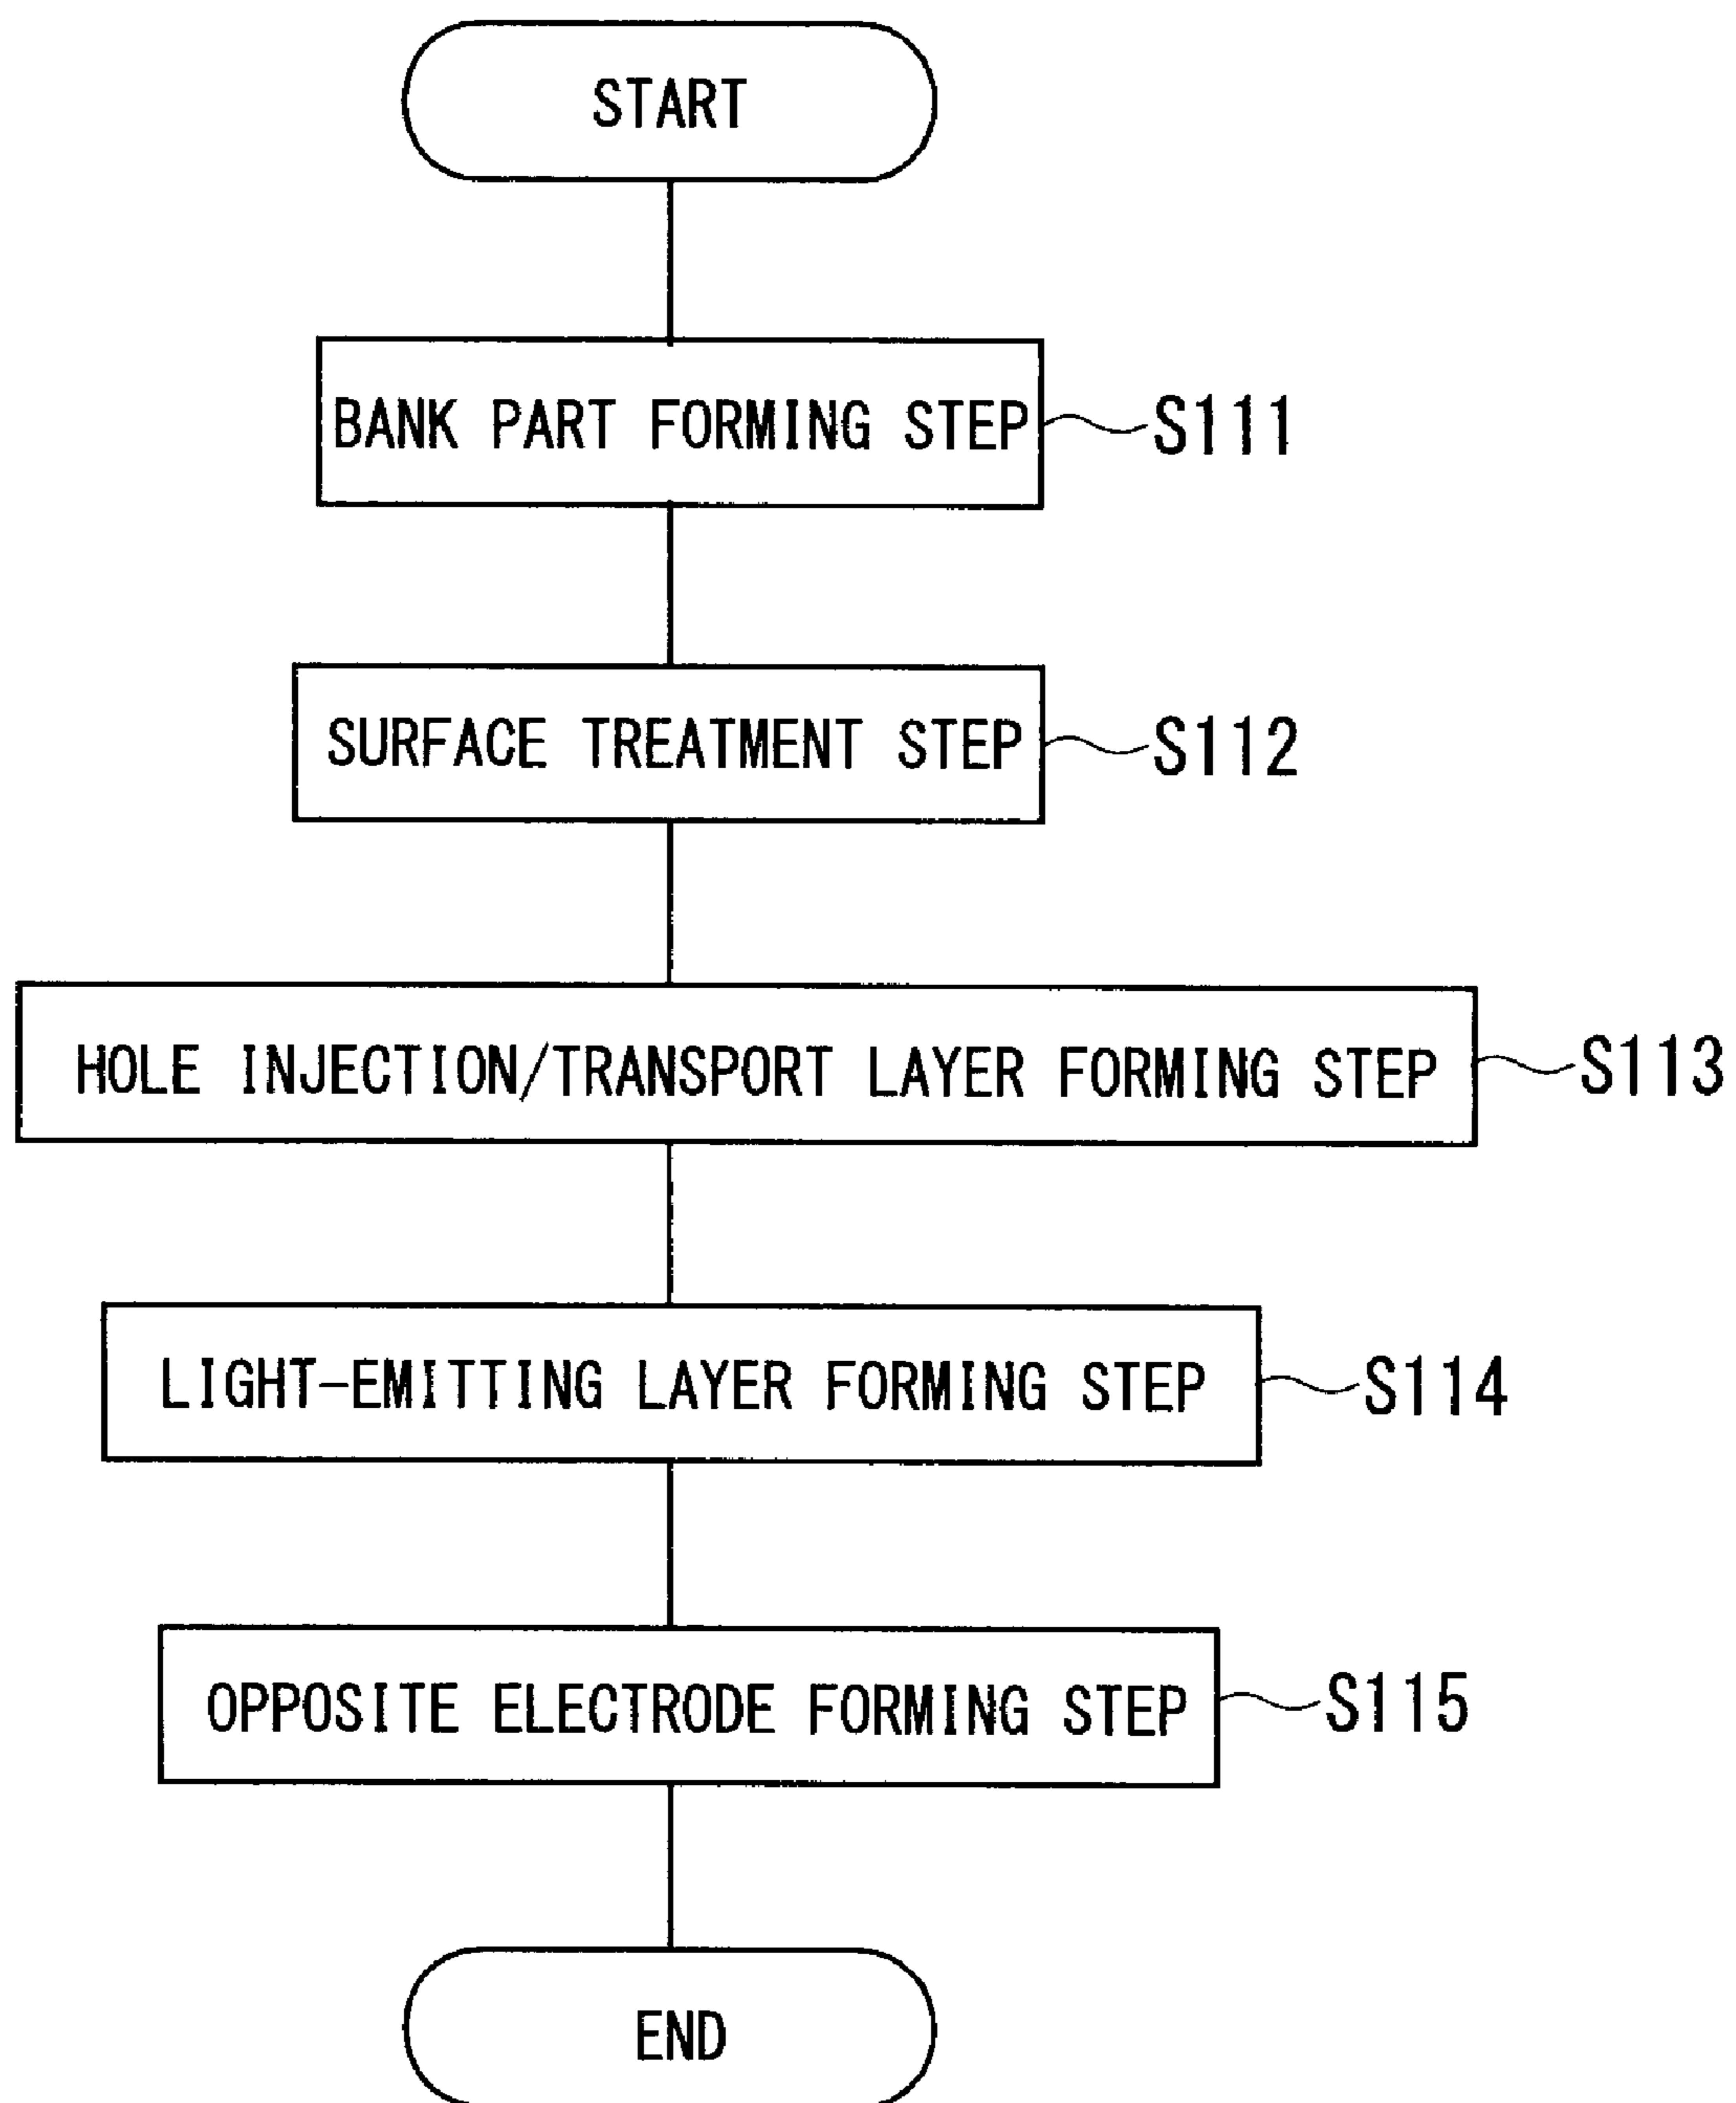 START
BANK PART FORMING STEP S111
SURFACE TREATMENT STEP S112
HOLE INJECTION/TRANSPORT LAYER FORMING STEP S113
LIGHT-EMITTING LAYER FORMING STEP S114
OPPOSITE ELECTRODE FORMING STEP S115
END